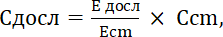 Сдосл = Е досл / Ест × Сст,